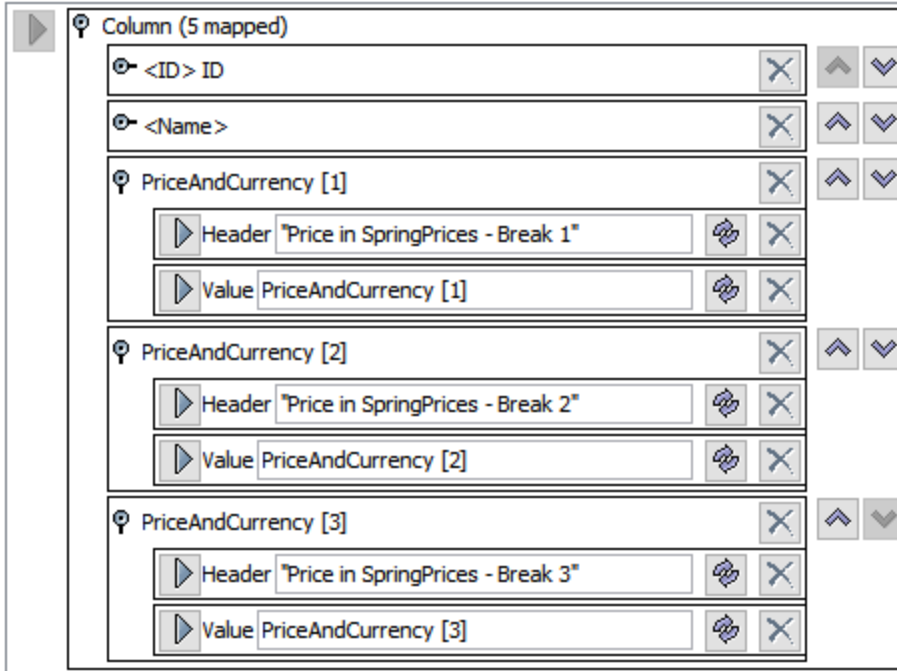 Column (5 mapped)
<ID> ID
<Name>
PriceAndCurrency [1]
Header "Price in SpringPrices - Break 1"
Value PriceAndCurrency [1]
PriceAndCurrency [2]
Header "Price in SpringPrices - Break 2"
Value PriceAndCurrency [2]
PriceAndCurrency [3]
Header "Price in SpringPrices - Break 3"
Value PriceAndCurrency [3]